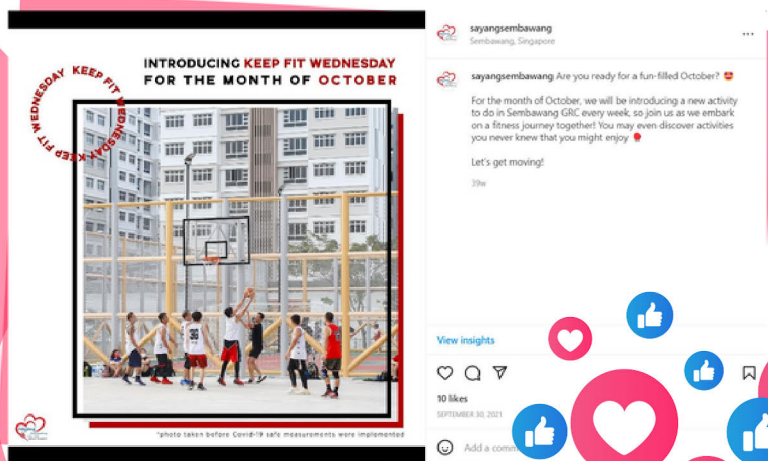 INTRODUCING KEEP FIT WEDNESDAY
FOR THE MONTH OF OCTOBER
KEEP FIT WEDNESDAY KEEP FIT WEDNESDAY
*photo taken before Covid-19 safe measurements were implemented
sayangsembawang
Sembawang, Singapore
sayangsembawang Are you ready for a fun-filled October? 😍
For the month of October, we will be introducing a new activity
to do in Sembawang GRC every week, so join us as we embark
on a fitness journey together! You may even discover activities
you never knew that you might enjoy 🎈
Let's get moving!
39w
View insights
10 likes
SEPTEMBER 30, 2021
Add a comm